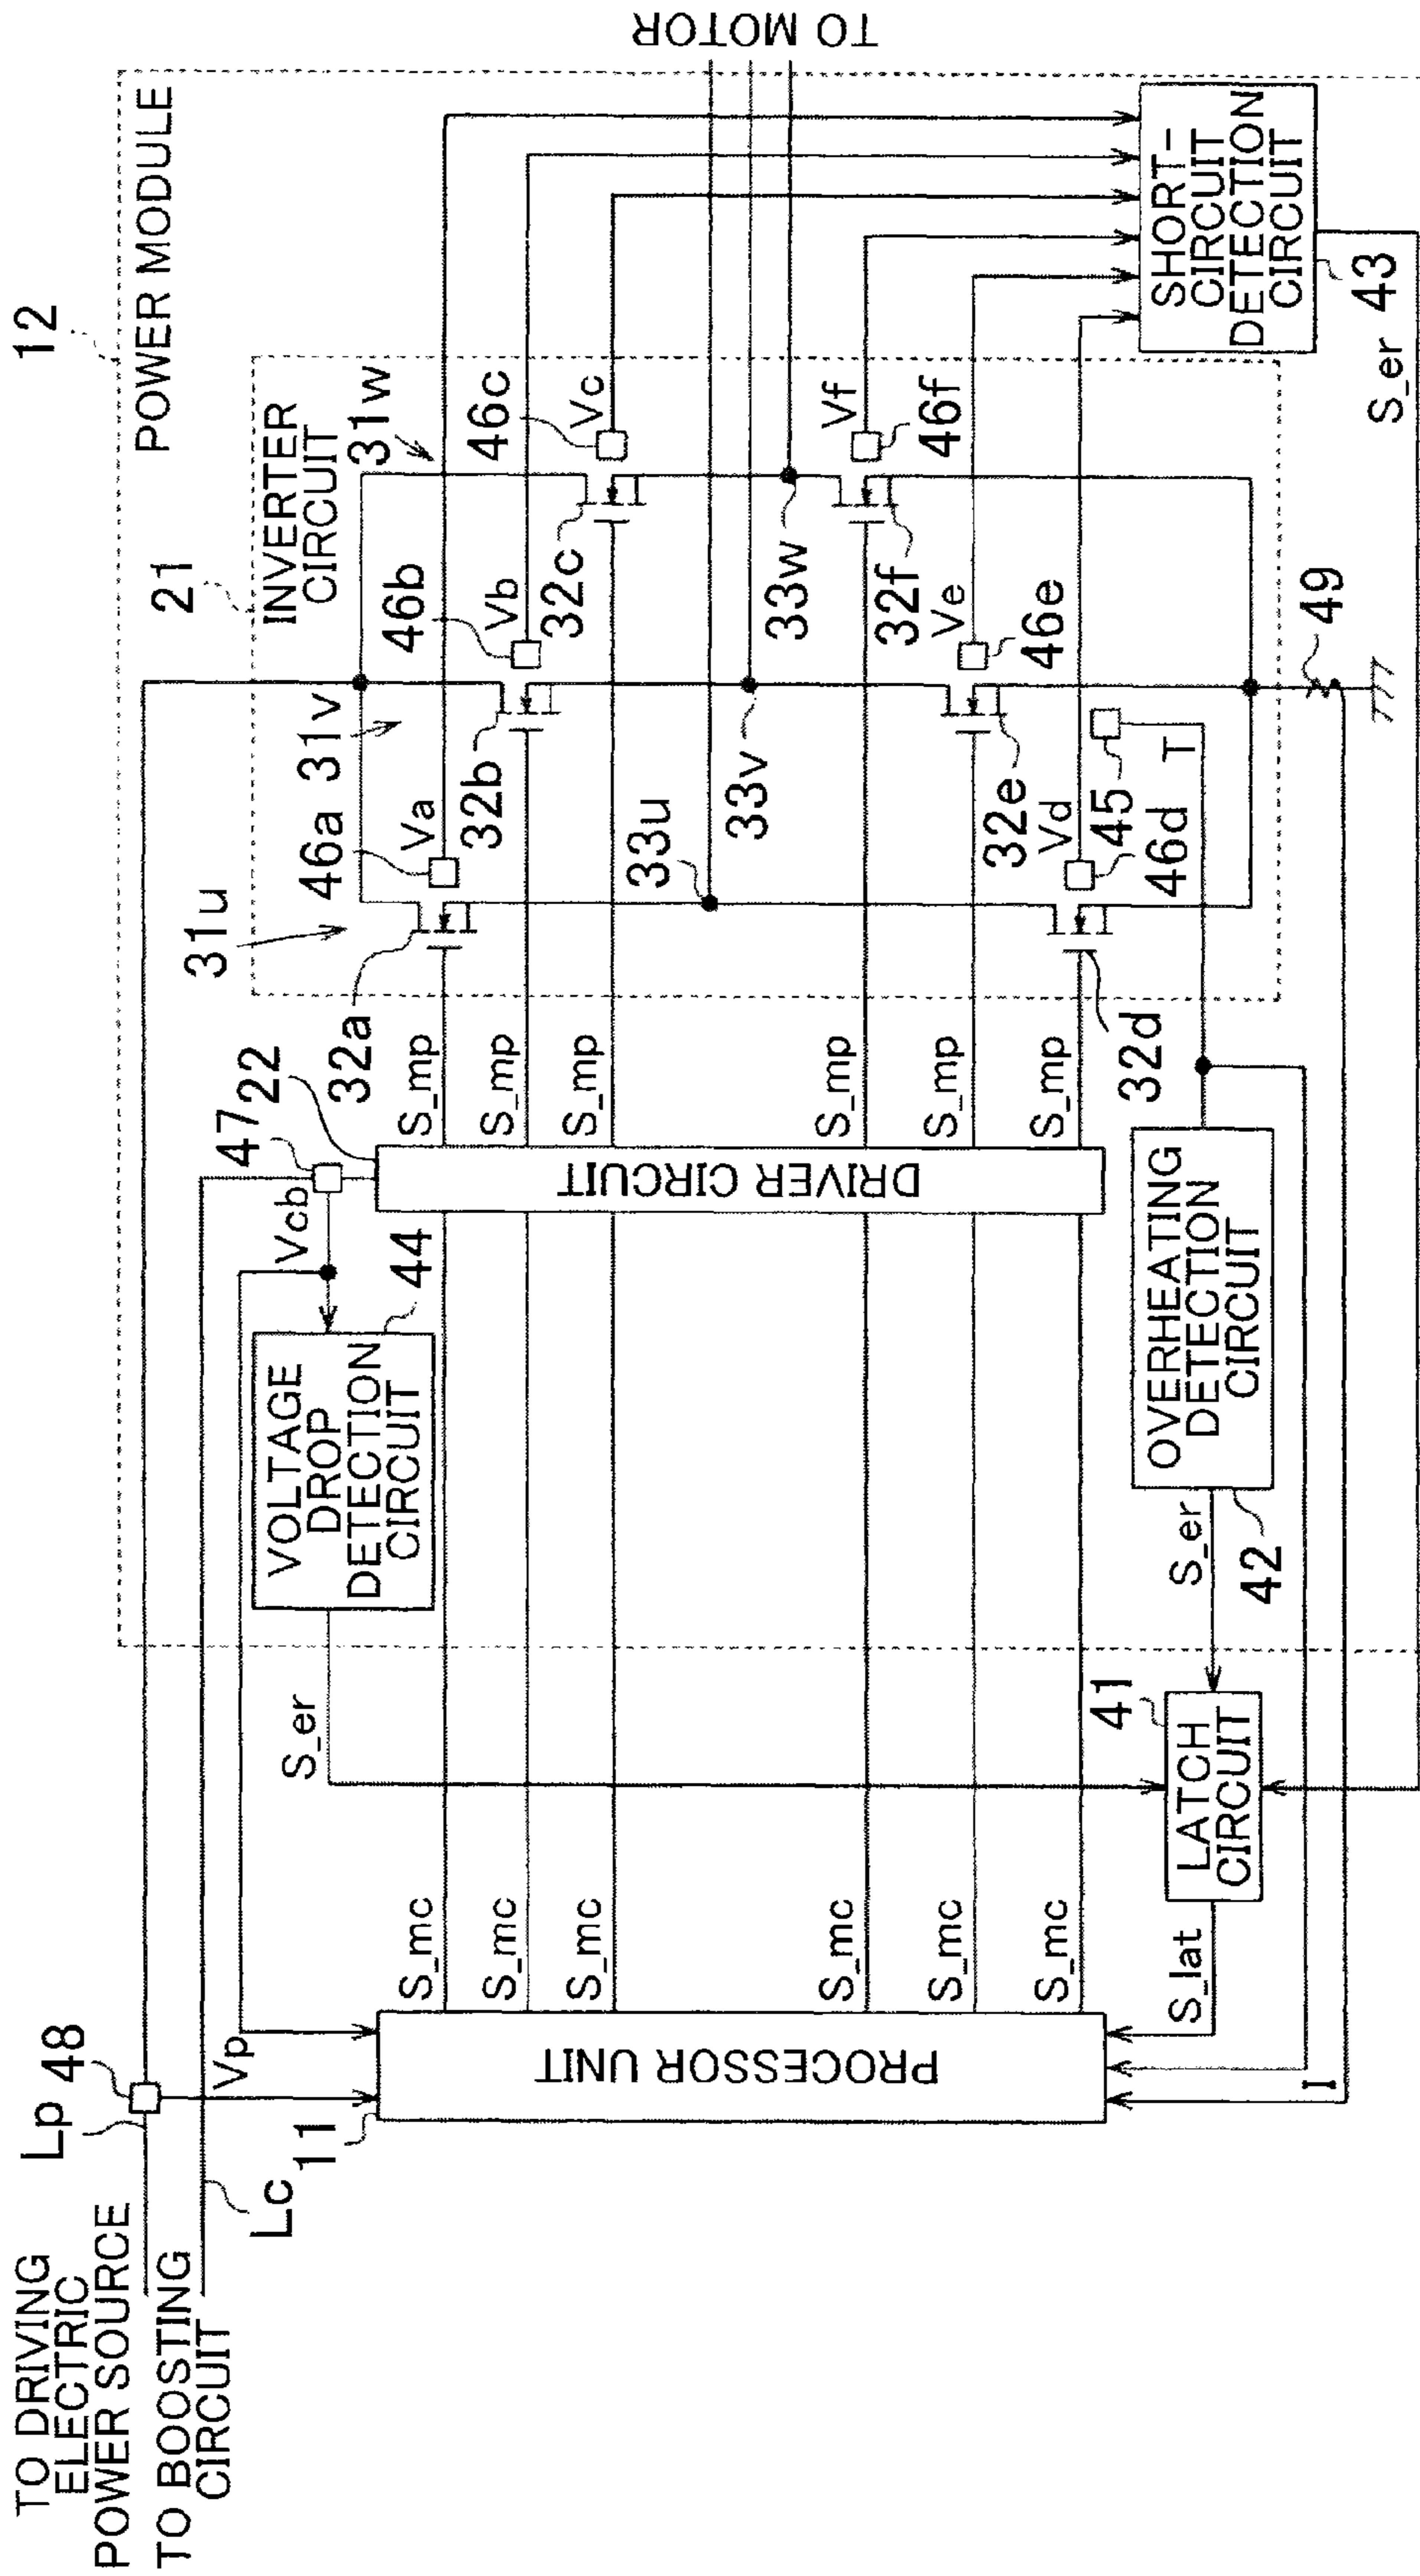 TO DRIVING
ELECTRIC
POWER SOURCE
TO BOOSTING
CIRCUIT
Lp
48
Vp
Lc
11
PROCESSOR UNIT
S_mc
S_mc
S_mc
S_mc
S_mc
S_mc
S_lat
I
LATCH
CIRCUIT
41
S_er
S_er
S_er
12
POWER MODULE
VOLTAGE
DROP
DETECTION
CIRCUIT
44
Vcb
47
22
DRIVER CIRCUIT
S_mp
S_mp
S_mp
S_mp
S_mp
S_mp
OVERHEATING
DETECTION
CIRCUIT
42
21
INVERTER
CIRCUIT
31u
31v
31w
32a
32b
32c
32d
32e
32f
33u
33v
33w
46a
46b
46c
46d
46e
46f
Va
Vb
Vc
Vd
Ve
Vf
45
T
49
SHORT-
CIRCUIT
DETECTION
CIRCUIT
43
TO MOTOR